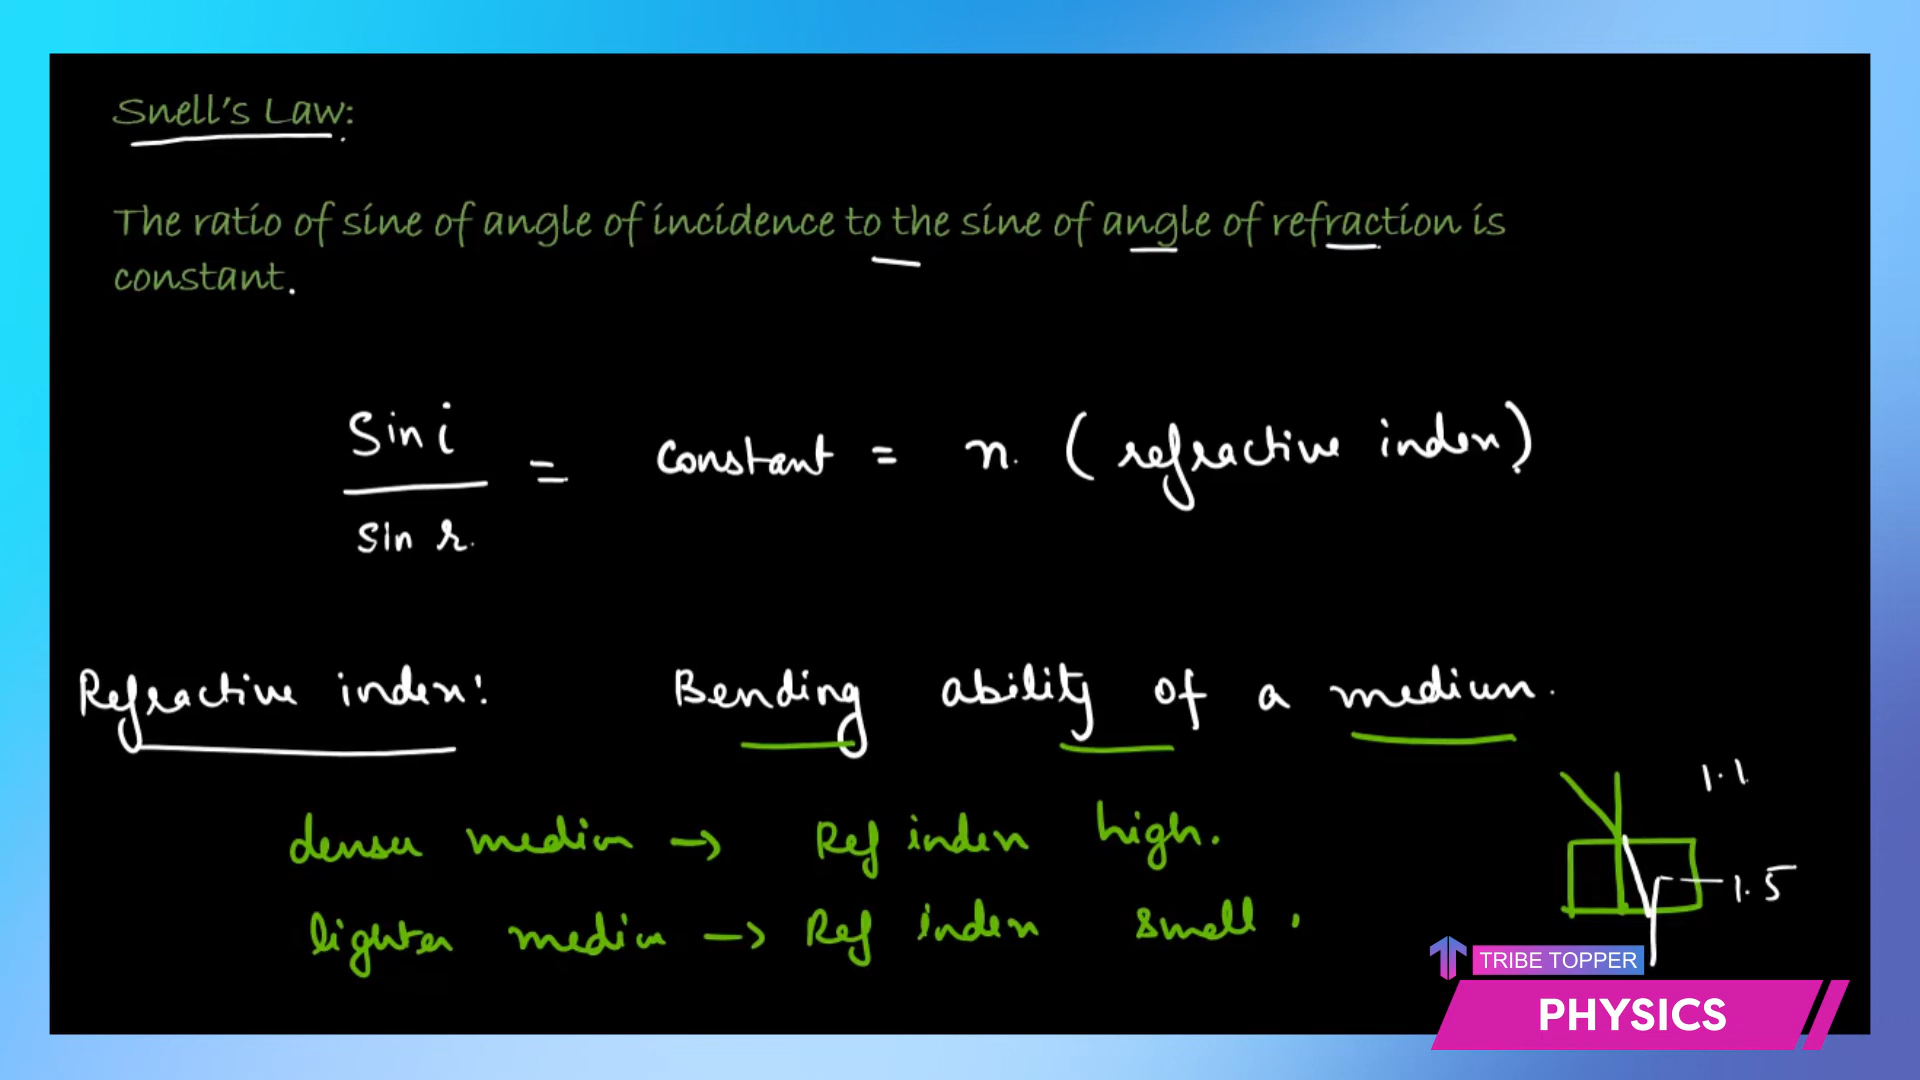 Snell's Law:
The ratio of sine of angle of incidence to the sine of angle of refraction is
constant.
Sin i
= constant = n. (refractive index)
sin r.
Refractive index: Bending ability of a medium.
1.1
denser medium → Ref index high.
1.5
lighter medium → Ref index small.
TRIBE TOPPER
PHYSICS